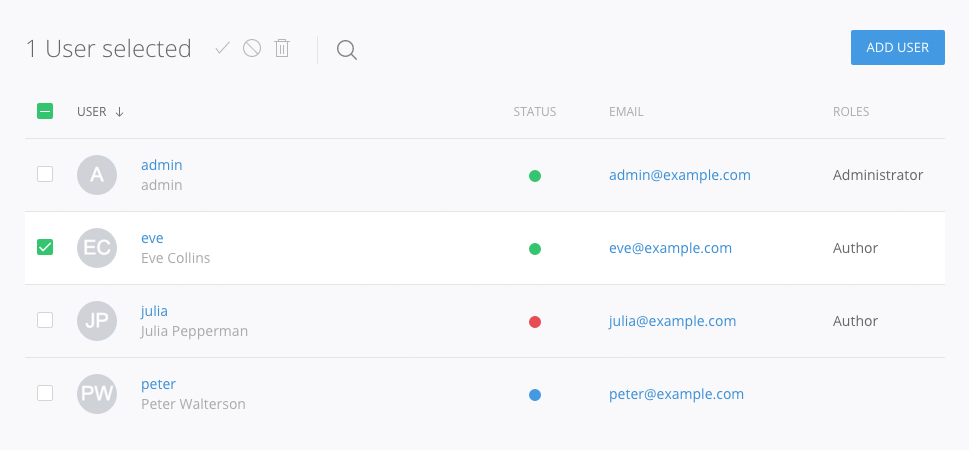 1 User selected
ADD USER
USER STATUS EMAIL ROLES
A admin admin@example.com Administrator
admin
EC eve eve@example.com Author
Eve Collins
JP julia julia@example.com Author
Julia Pepperman
PW peter peter@example.com
Peter Walterson